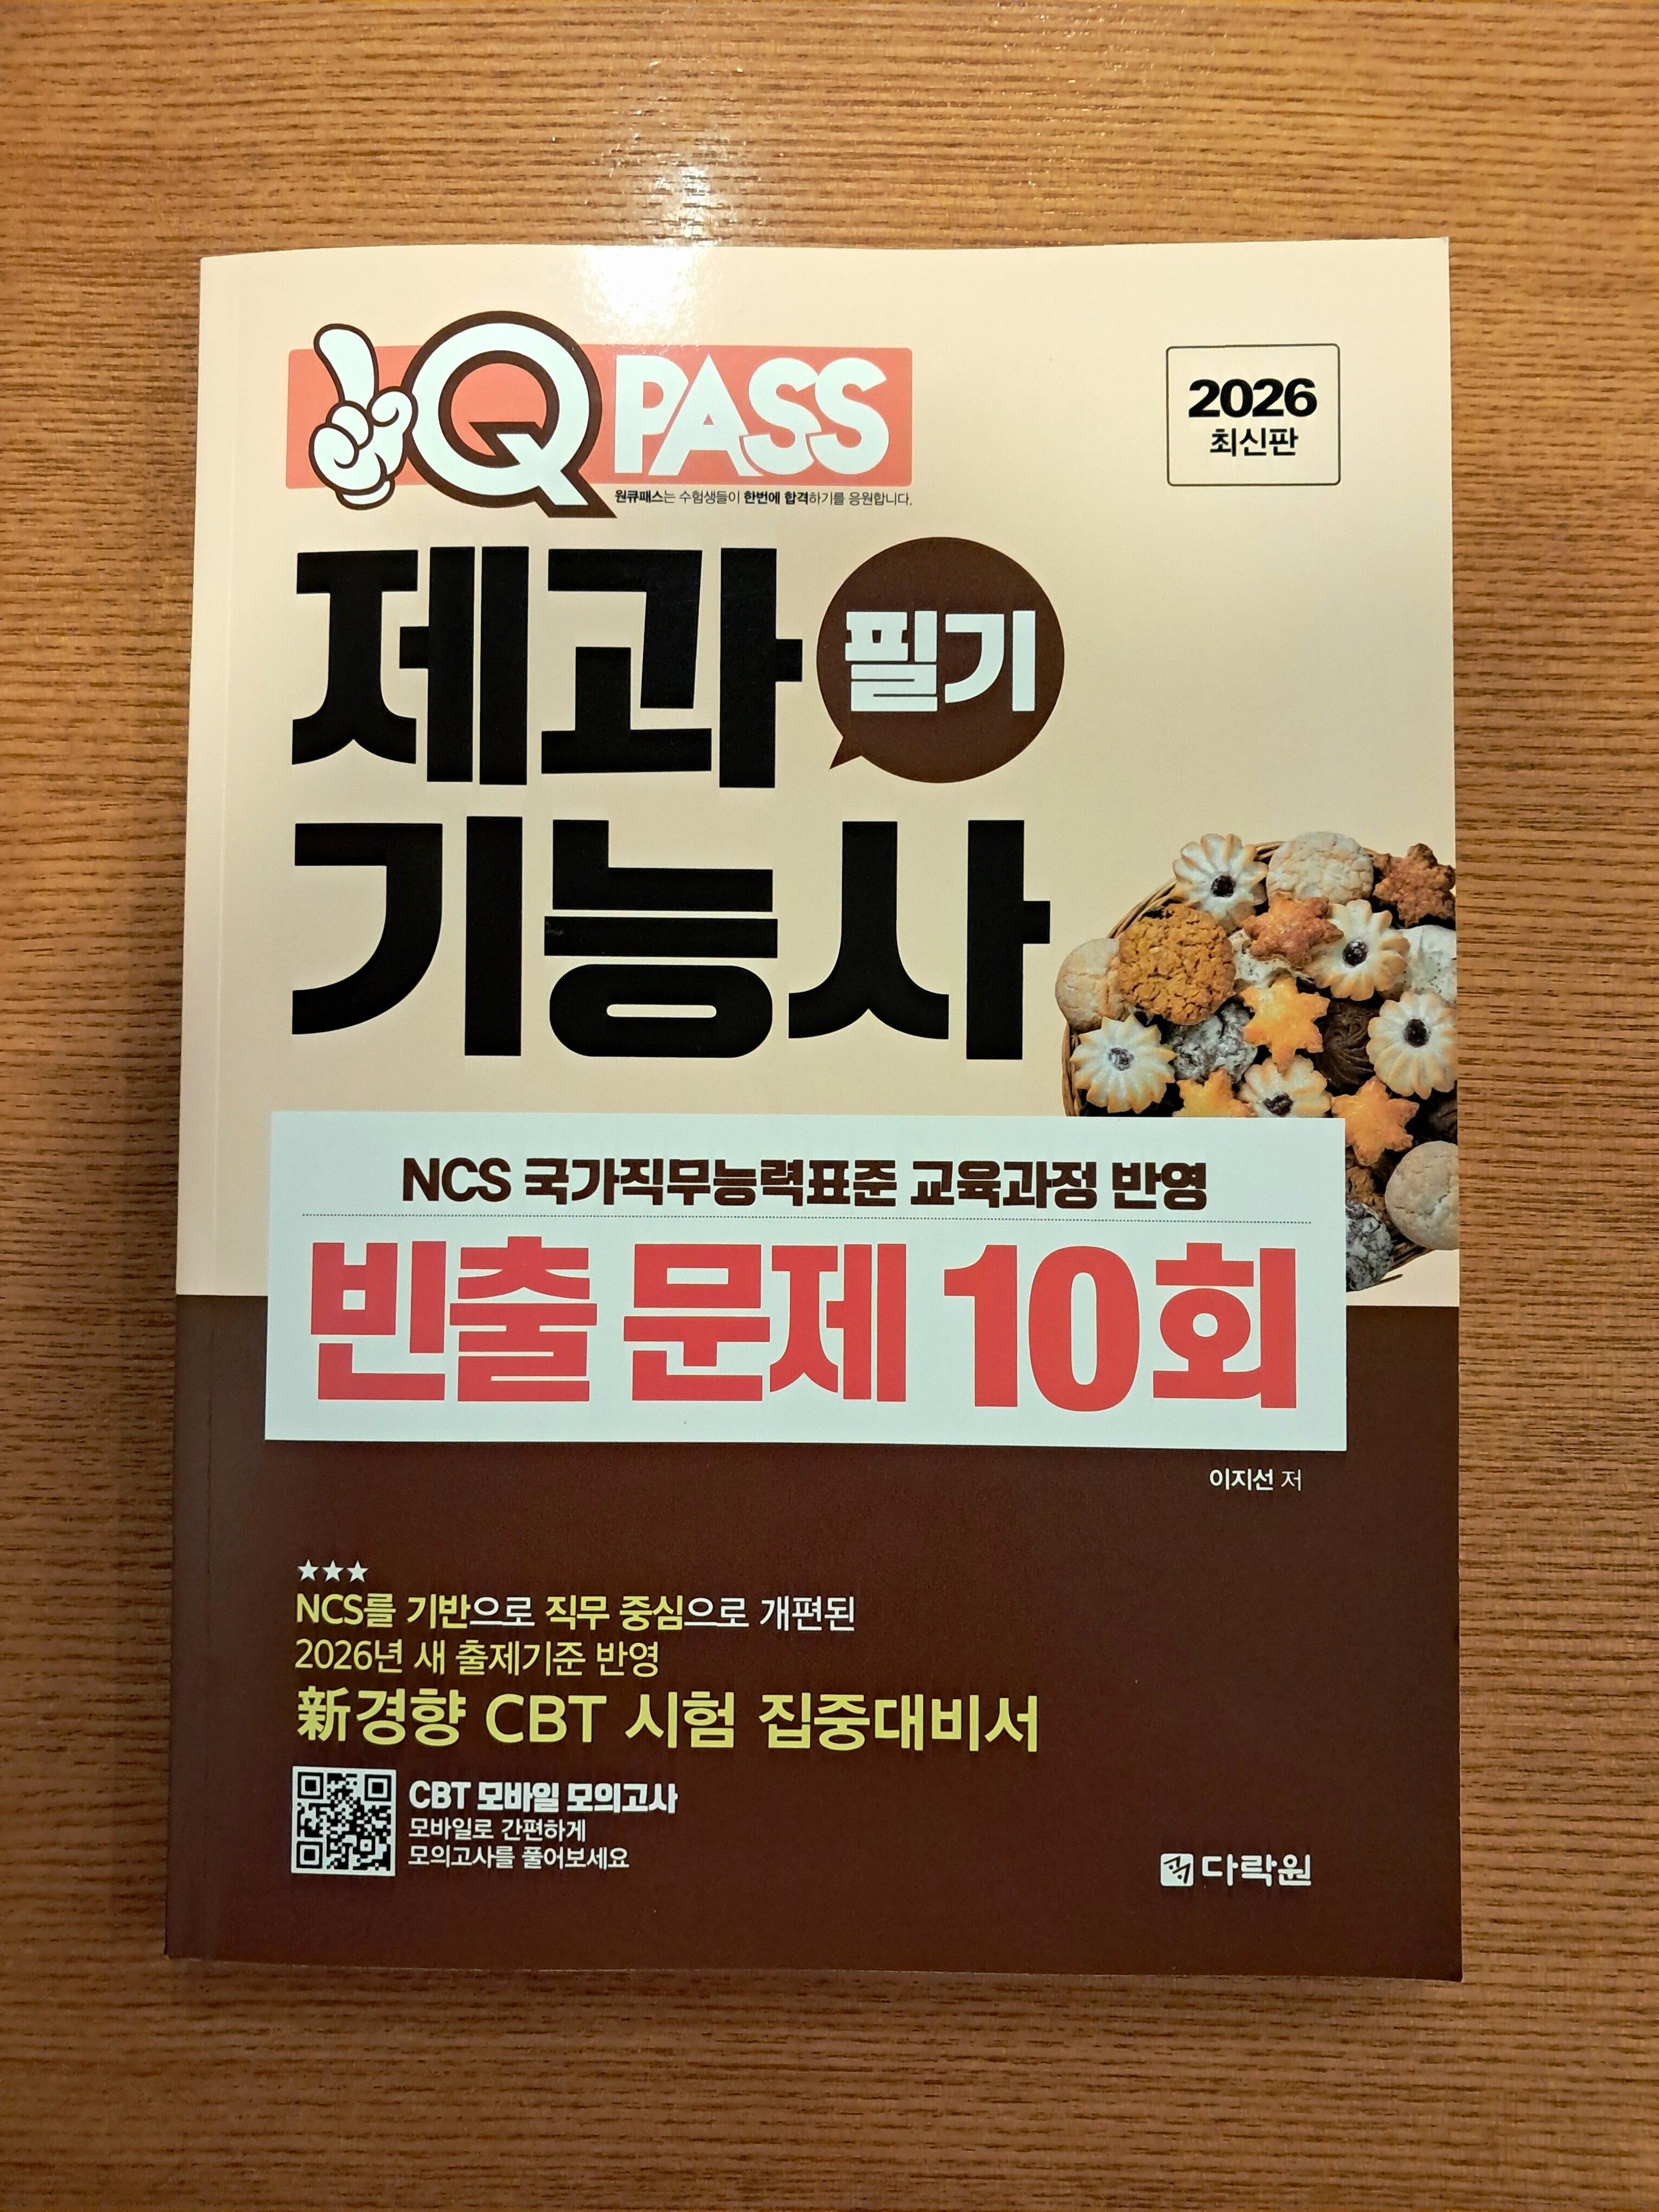 1Q PASS
원큐패스는 수험생들이 한번에 합격하기를 응원합니다.
2026
최신판
제과 필기
기능사
NCS 국가직무능력표준 교육과정 반영
빈출 문제 10회
이지선 저
★★★
NCS를 기반으로 직무 중심으로 개편된
2026년 새 출제기준 반영
新경향 CBT 시험 집중대비서
CBT 모바일 모의고사
모바일로 간편하게
모의고사를 풀어보세요
다락원